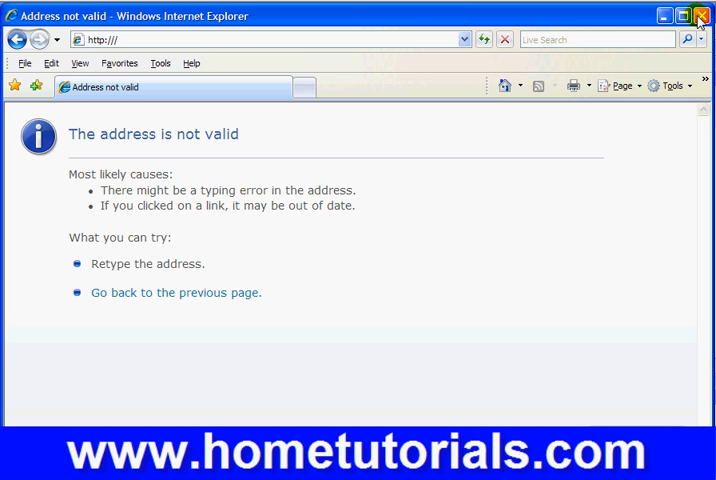 Address not valid - Windows Internet Explorer
http:///
Live Search
File Edit View Favorites Tools Help
Address not valid
Page Tools
The address is not valid
Most likely causes:
There might be a typing error in the address.
If you clicked on a link, it may be out of date.
What you can try:
Retype the address.
Go back to the previous page.
www.hometutorials.com